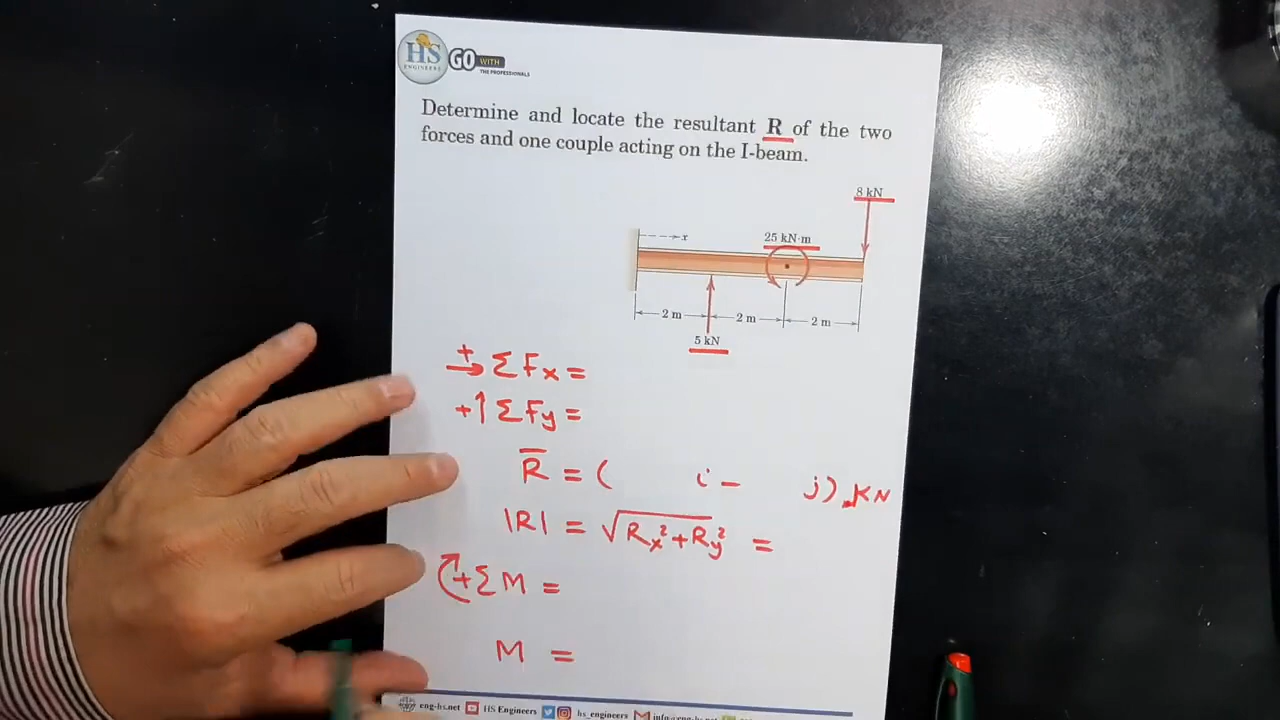 HS
ENGINEERS
GO WITH
THE PROFESSIONALS
Determine and locate the resultant R of the two
forces and one couple acting on the I-beam.
8 kN
x
25 kN·m
2 m
2 m
2 m
5 kN
+→ ΣFx =
+↑ ΣFy =
R̅ = ( i - j) kN
|R| = √Rx²+Ry² =
↻+ ΣM =
M =
eng-hs.net HS Engineers hs_engineers